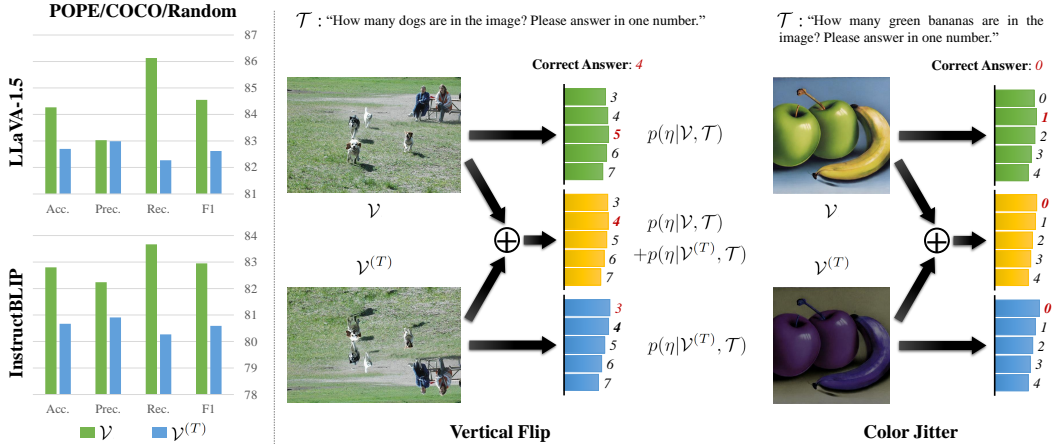 POPE/COCO/Random
LLaVA-1.5
87
86
85
84
83
82
81
Acc.
Prec.
Rec.
F1
InstructBLIP
84
83
82
81
80
79
78
Acc.
Prec.
Rec.
F1
𝒱
𝒱^(T)
𝒯 : “How many dogs are in the image? Please answer in one number.”
Correct Answer: 4
3
4
5
6
7
p(η|𝒱, 𝒯)
𝒱
3
4
5
6
7
p(η|𝒱, 𝒯)
+p(η|𝒱^(T), 𝒯)
𝒱^(T)
3
4
5
6
7
p(η|𝒱^(T), 𝒯)
Vertical Flip
𝒯 : “How many green bananas are in the
image? Please answer in one number.”
Correct Answer: 0
0
1
2
3
4
𝒱
0
1
2
3
4
𝒱^(T)
0
1
2
3
4
Color Jitter